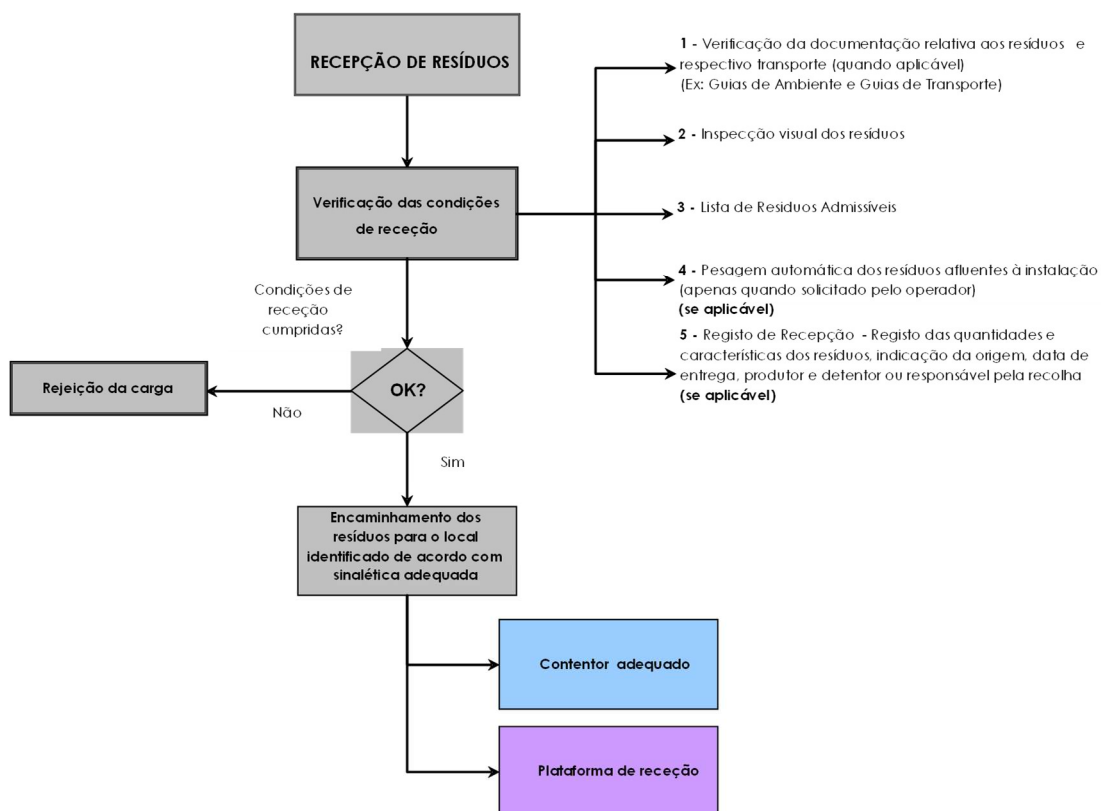 RECEPÇÃO DE RESÍDUOS
1 - Verificação da documentação relativa aos resíduos e
respectivo transporte (quando aplicável)
(Ex: Guias de Ambiente e Guias de Transporte)
2 - Inspecção visual dos resíduos
Verificação das condições
de receção
3 - Lista de Residuos Admissíveis
4 - Pesagem automática dos resíduos afluentes à instalação
(apenas quando solicitado pelo operador)
(se aplicável)
5 - Registo de Recepção - Registo das quantidades e
características dos resíduos, indicação da origem, data de
entrega, produtor e detentor ou responsável pela recolha
(se aplicável)
Condições de
receção
cumpridas?
OK?
Rejeição da carga
Não
Sim
Encaminhamento dos
resíduos para o local
identificado de acordo com
sinalética adequada
Contentor adequado
Plataforma de receção